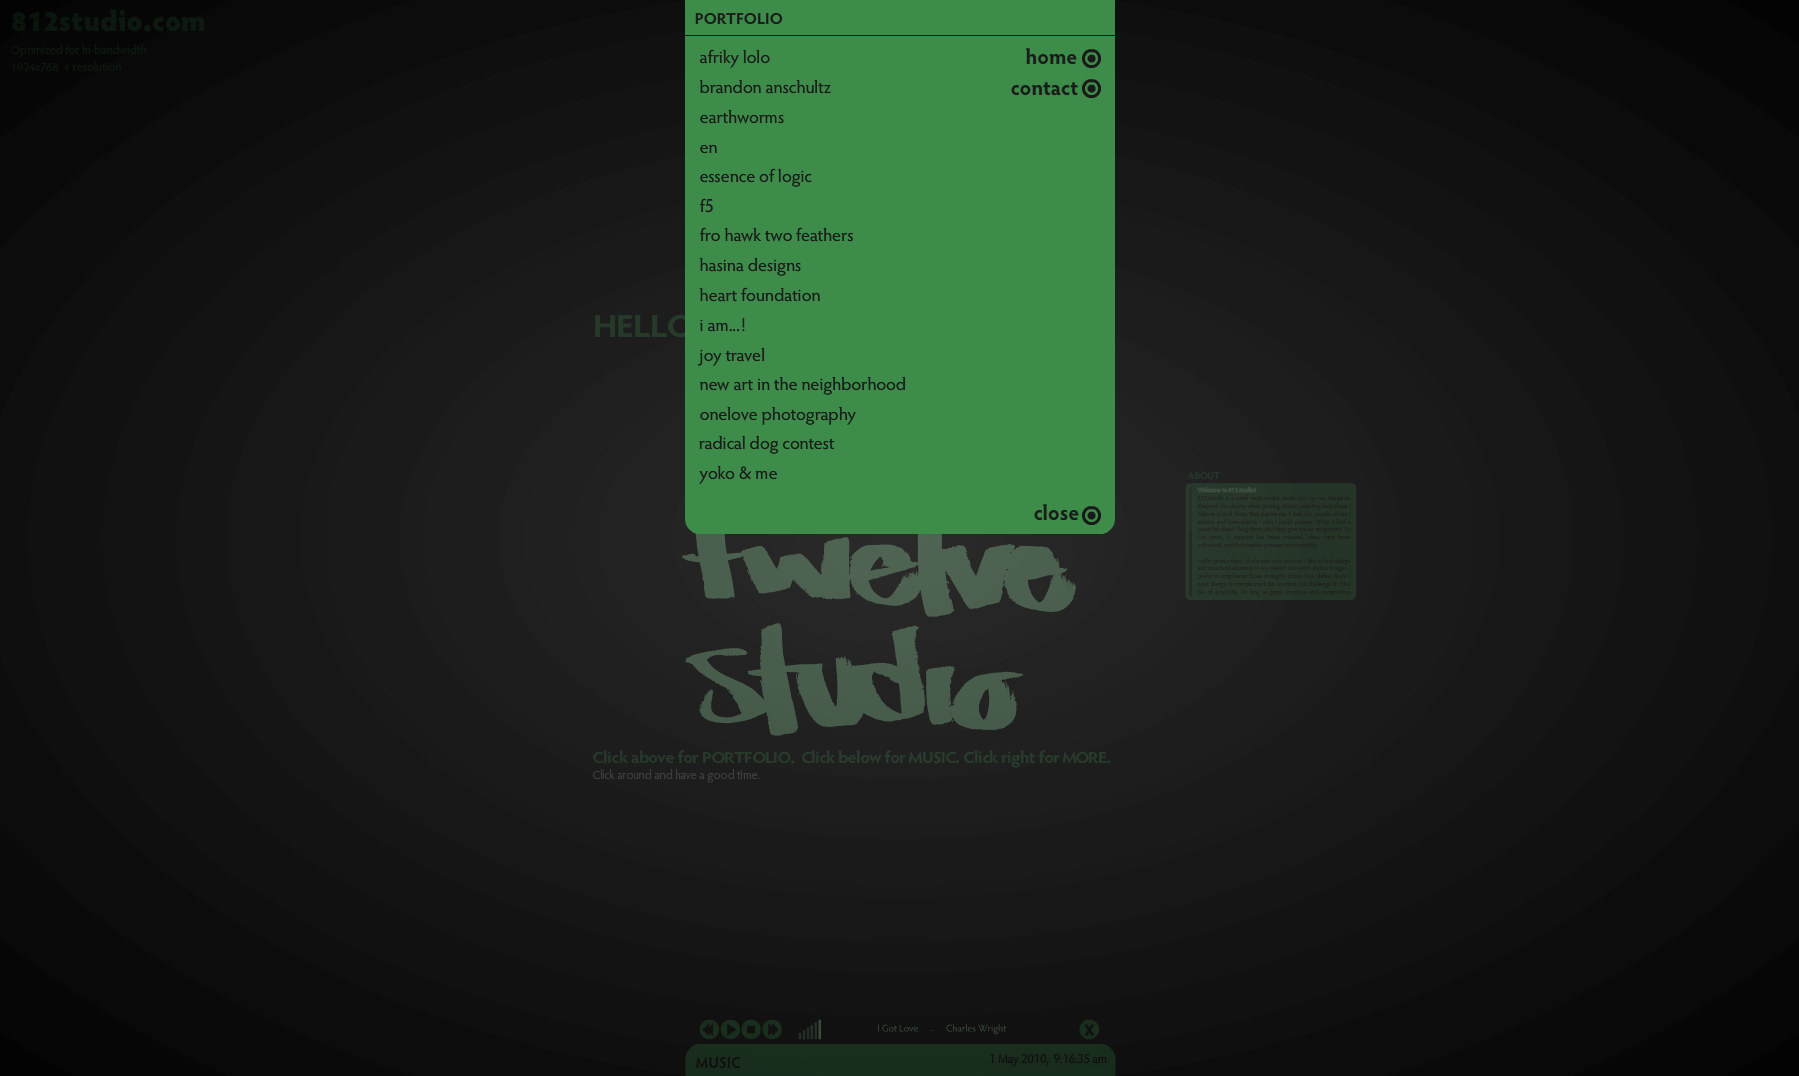 812studio.com
Optimized for hi-bandwidth
1024x768 + resolution
PORTFOLIO
afriky lolo
home
brandon anschultz
contact
earthworms
en
essence of logic
f5
fro hawk two feathers
hasina designs
heart foundation
i am...!
joy travel
new art in the neighborhood
onelove photography
radical dog contest
yoko & me
close
HELLO
twelve
studio
Click above for PORTFOLIO. Click below for MUSIC. Click right for MORE.
Click around and have a good time.
ABOUT
Welcome to 812studio!
I Got Love ... Charles Wright
X
MUSIC
1 May 2010, 9:16:35 am